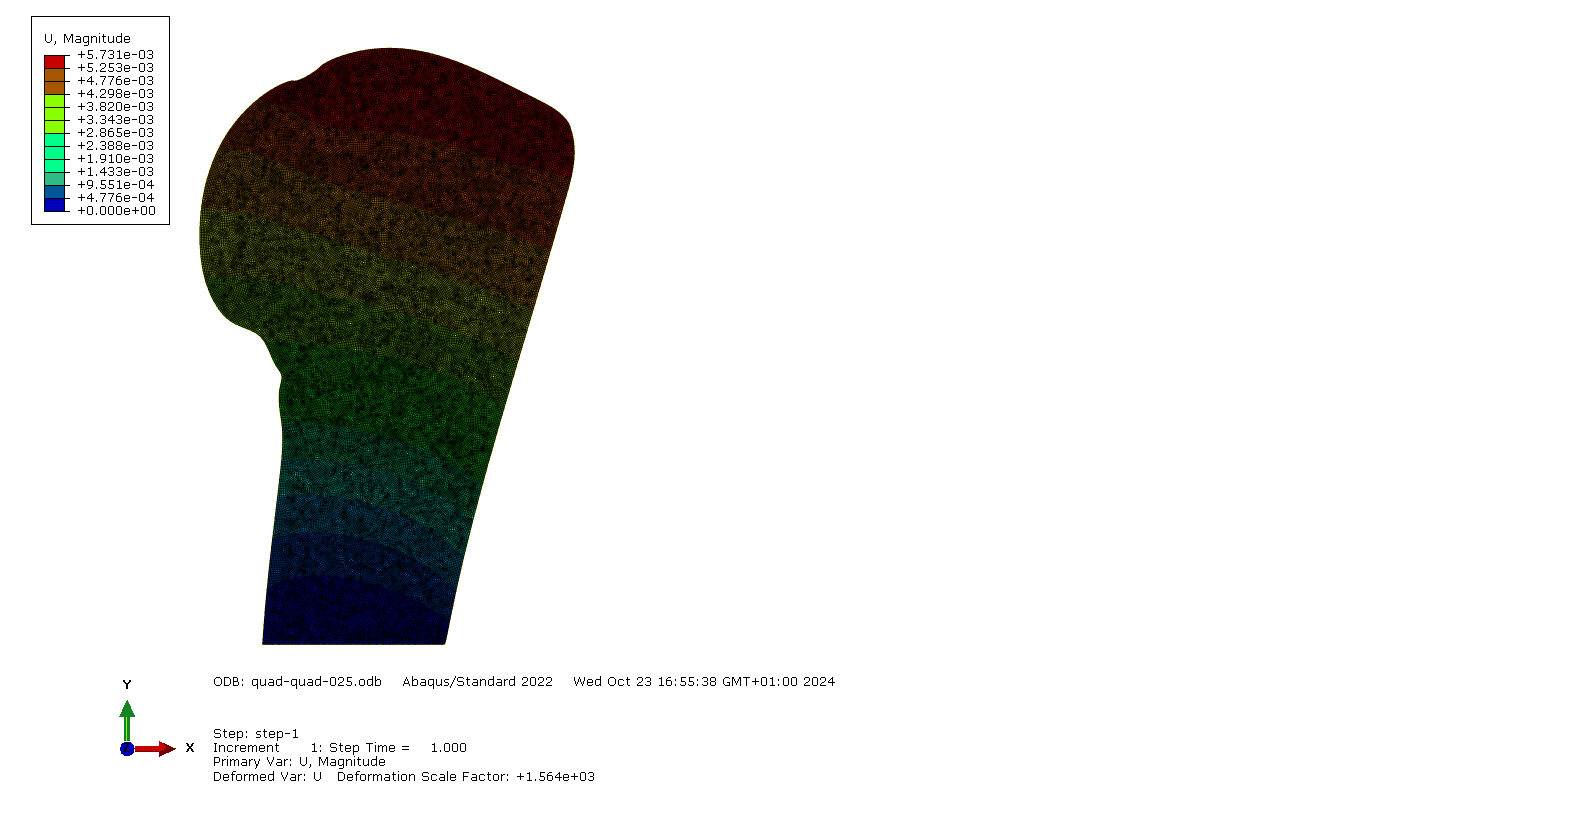 U, Magnitude
+5.731e-03
+5.253e-03
+4.776e-03
+4.298e-03
+3.820e-03
+3.343e-03
+2.865e-03
+2.388e-03
+1.910e-03
+1.433e-03
+9.551e-04
+4.776e-04
+0.000e+00
ODB: quad-quad-025.odb Abaqus/Standard 2022 Wed Oct 23 16:55:38 GMT+01:00 2024
Y
X
Step: step-1
Increment 1: Step Time = 1.000
Primary Var: U, Magnitude
Deformed Var: U Deformation Scale Factor: +1.564e+03